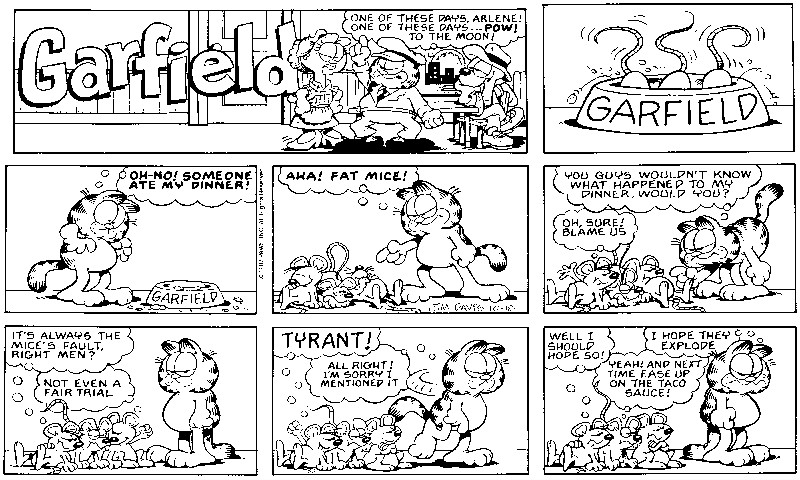 Garfield
ONE OF THESE DAYS, ARLENE!
ONE OF THESE DAYS...POW!
TO THE MOON!
GARFIELD
OH-NO! SOMEONE
ATE MY DINNER!
GARFIELD
AHA! FAT MICE!
JIM DAVIS 10-10
YOU GUYS WOULDN'T KNOW
WHAT HAPPENED TO MY
DINNER, WOULD YOU?
OH, SURE!
BLAME US
IT'S ALWAYS THE
MICE'S FAULT,
RIGHT MEN?
NOT EVEN A
FAIR TRIAL
TYRANT!
ALL RIGHT!
I'M SORRY I
MENTIONED IT
WELL I
SHOULD
HOPE SO!
I HOPE THEY
EXPLODE
YEAH! AND NEXT
TIME EASE UP
ON THE TACO
SAUCE!